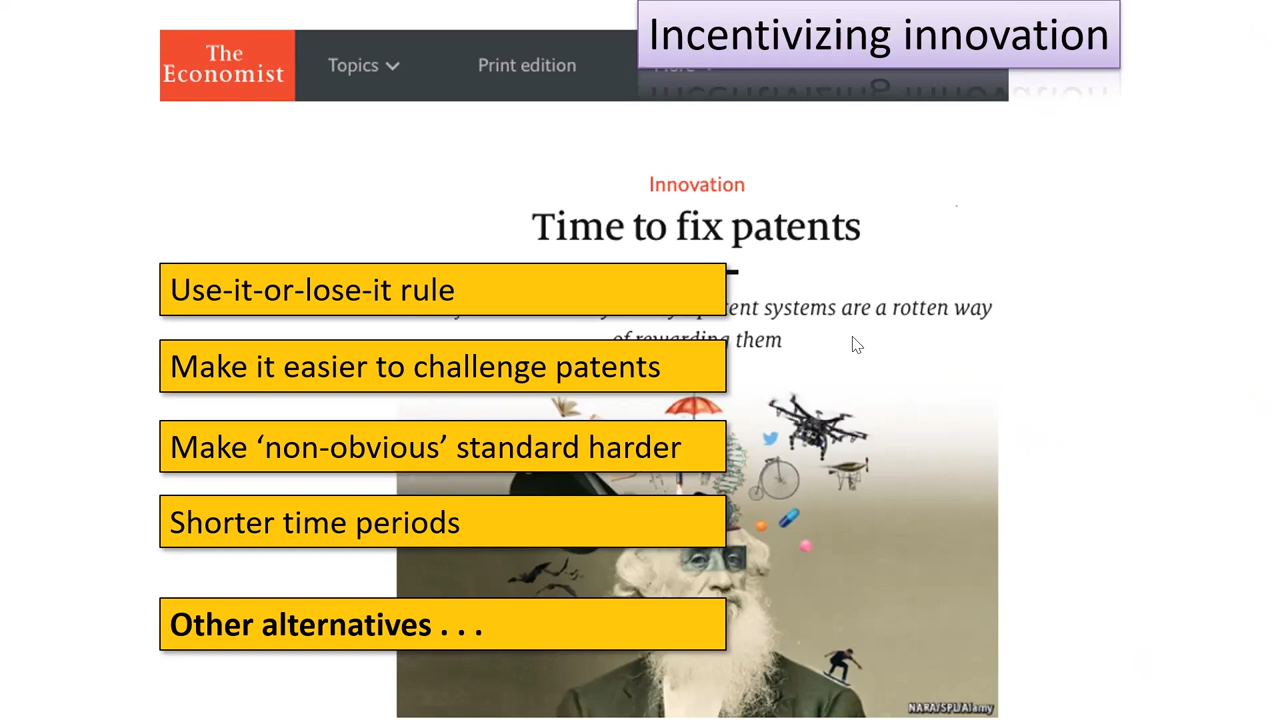 Incentivizing innovation
The
Economist
Topics
Print edition
More
Innovation
Time to fix patents
Use-it-or-lose-it rule
systems are a rotten way
of rewarding them
Make it easier to challenge patents
Make ‘non-obvious’ standard harder
Shorter time periods
Other alternatives . . .
NARA/SPL/Alamy